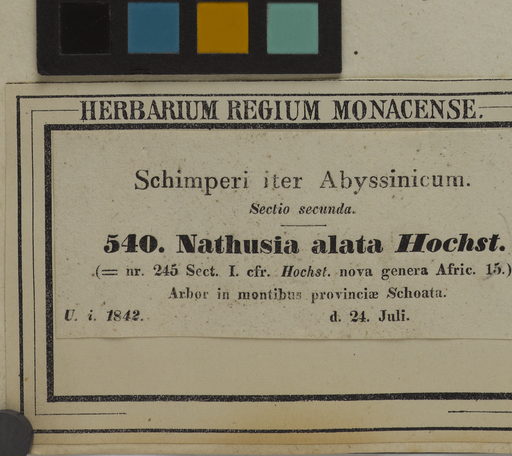 HERBARIUM REGIUM MONACENSE.
Schimperi iter Abyssinicum.
Sectio secunda.
540. Nathusia alata Hochst.
(= nr. 245 Sect. I. cfr. Hochst. nova genera Afric. 15.)
Arbor in montibus provinciæ Schoata.
U. i. 1842. d. 24. Juli.